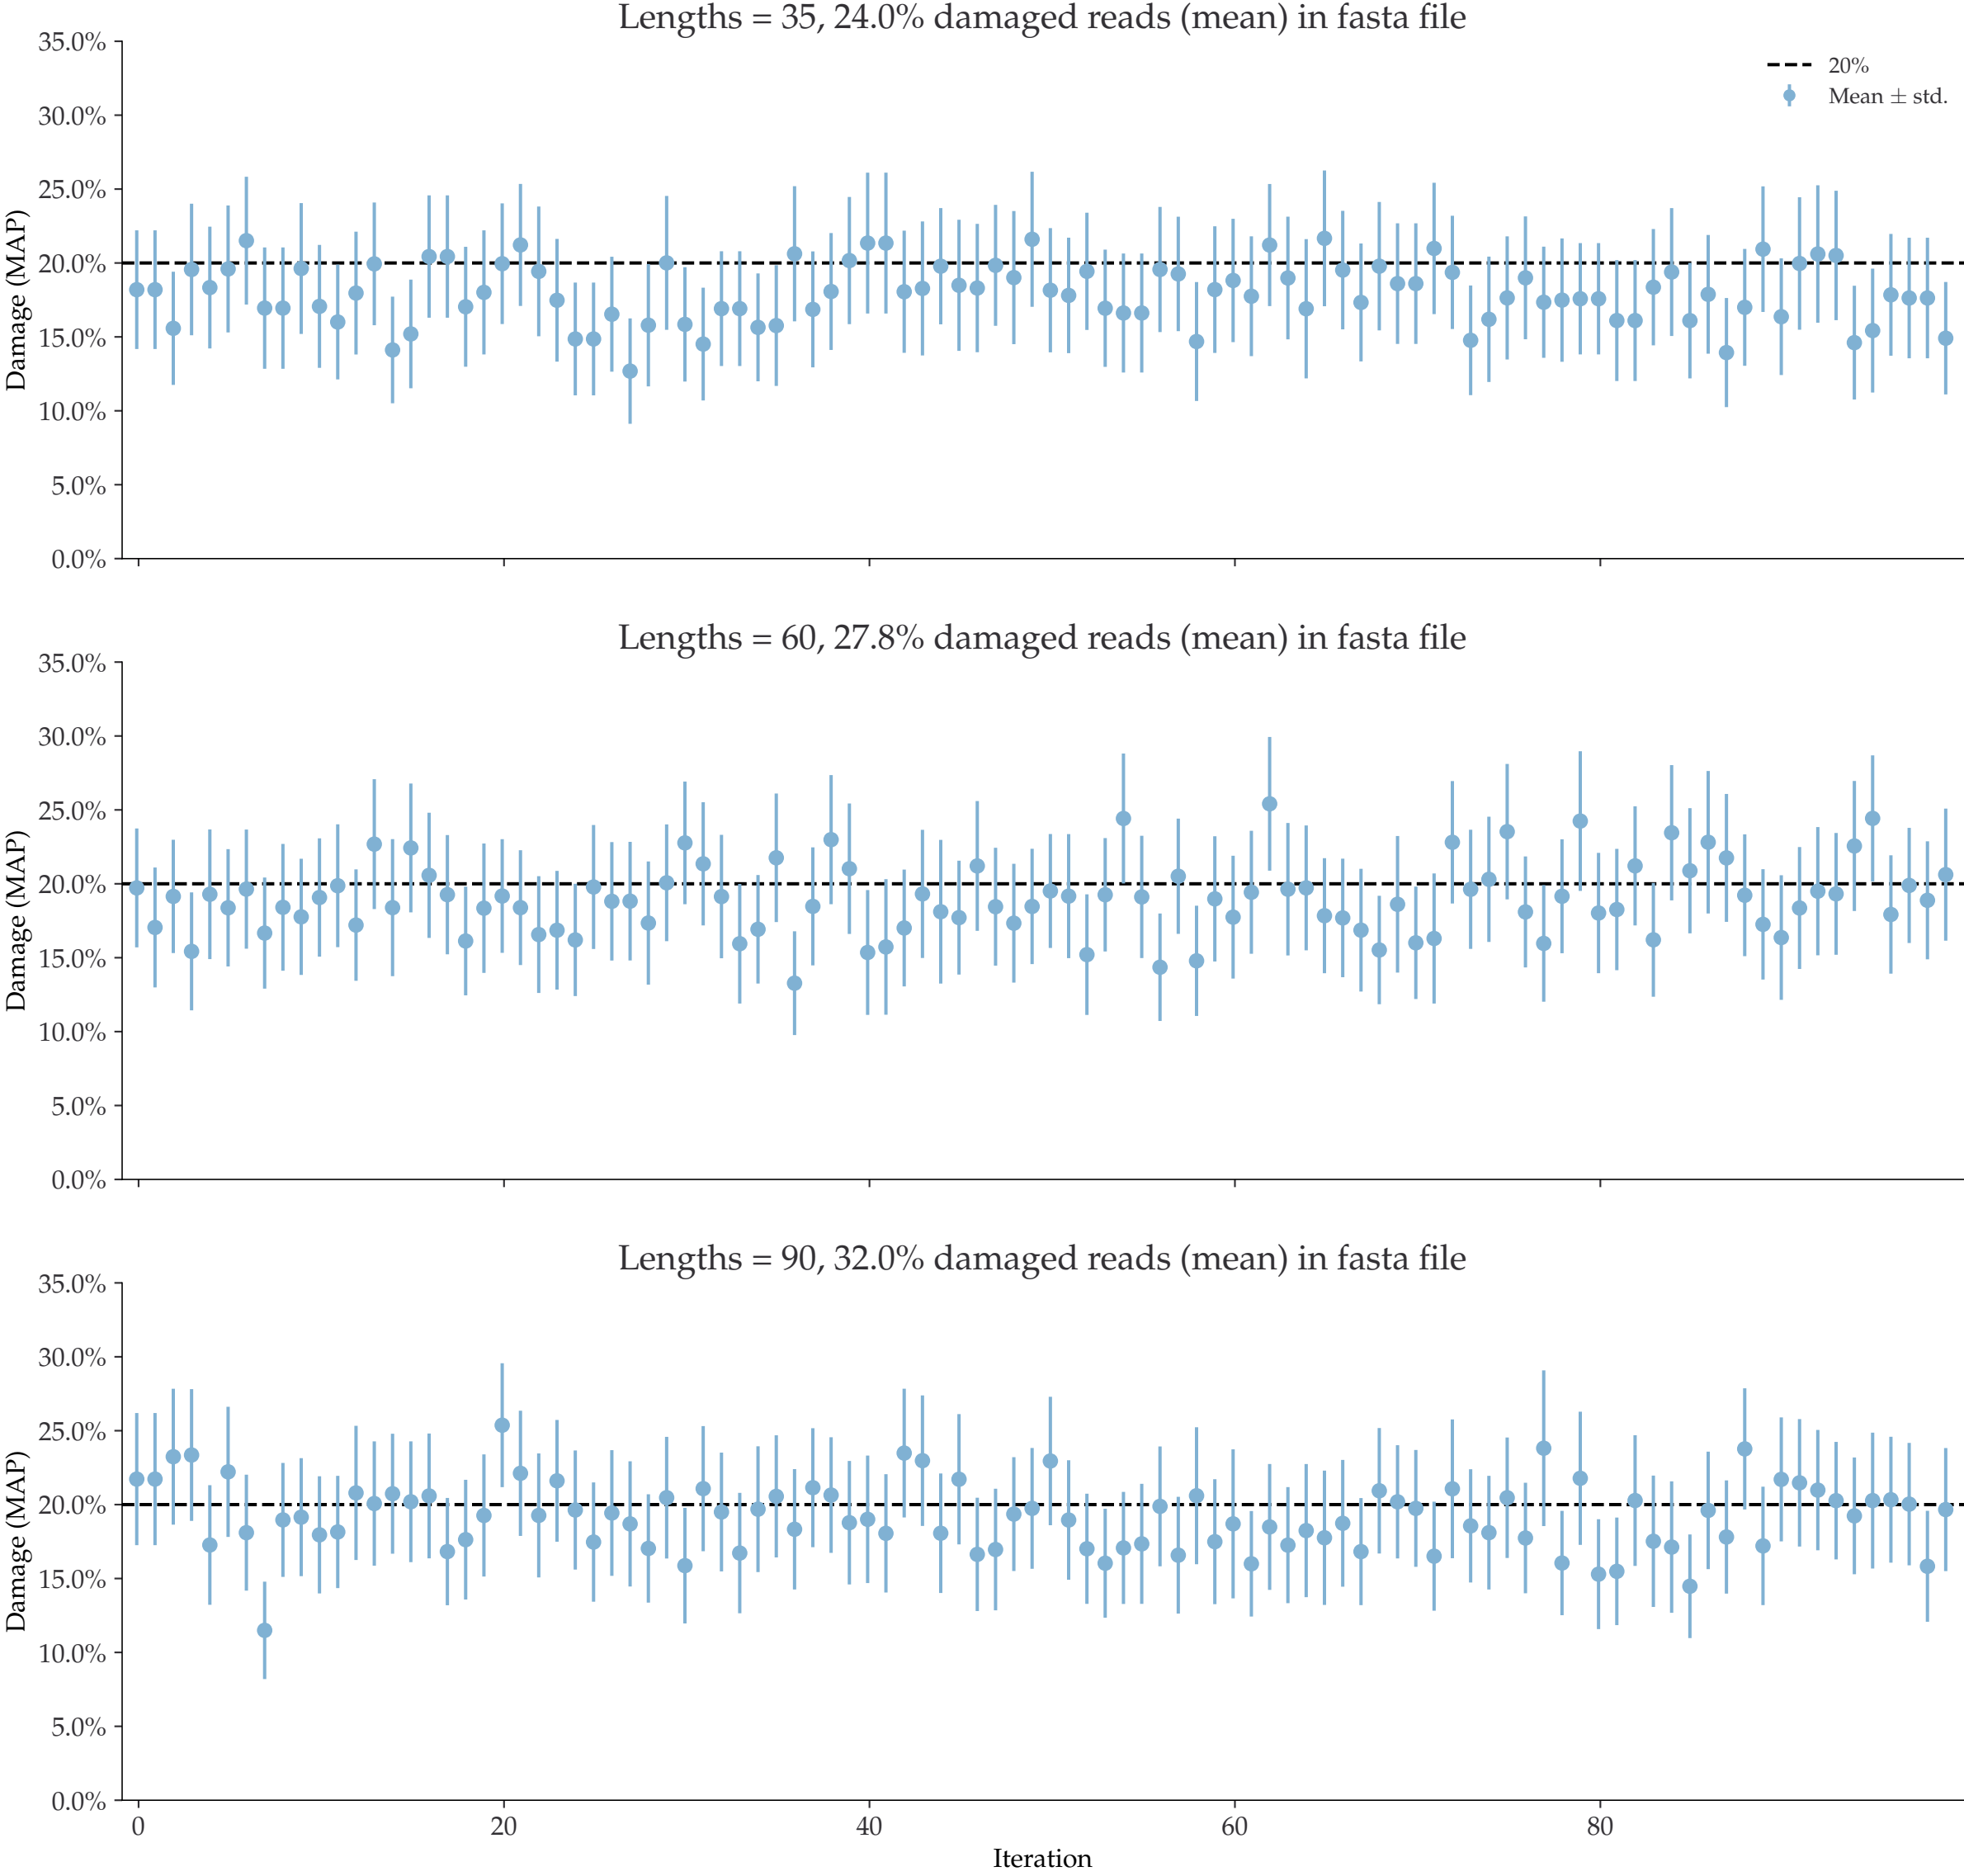 Lengths = 35, 24.0% damaged reads (mean) in fasta file
35.0%
30.0%
25.0%
20.0%
15.0%
10.0%
5.0%
0.0%
Damage (MAP)
20%
Mean ± std.
Lengths = 60, 27.8% damaged reads (mean) in fasta file
35.0%
30.0%
25.0%
20.0%
15.0%
10.0%
5.0%
0.0%
Damage (MAP)
Lengths = 90, 32.0% damaged reads (mean) in fasta file
35.0%
30.0%
25.0%
20.0%
15.0%
10.0%
5.0%
0.0%
Damage (MAP)
0 20 40 60 80
Iteration